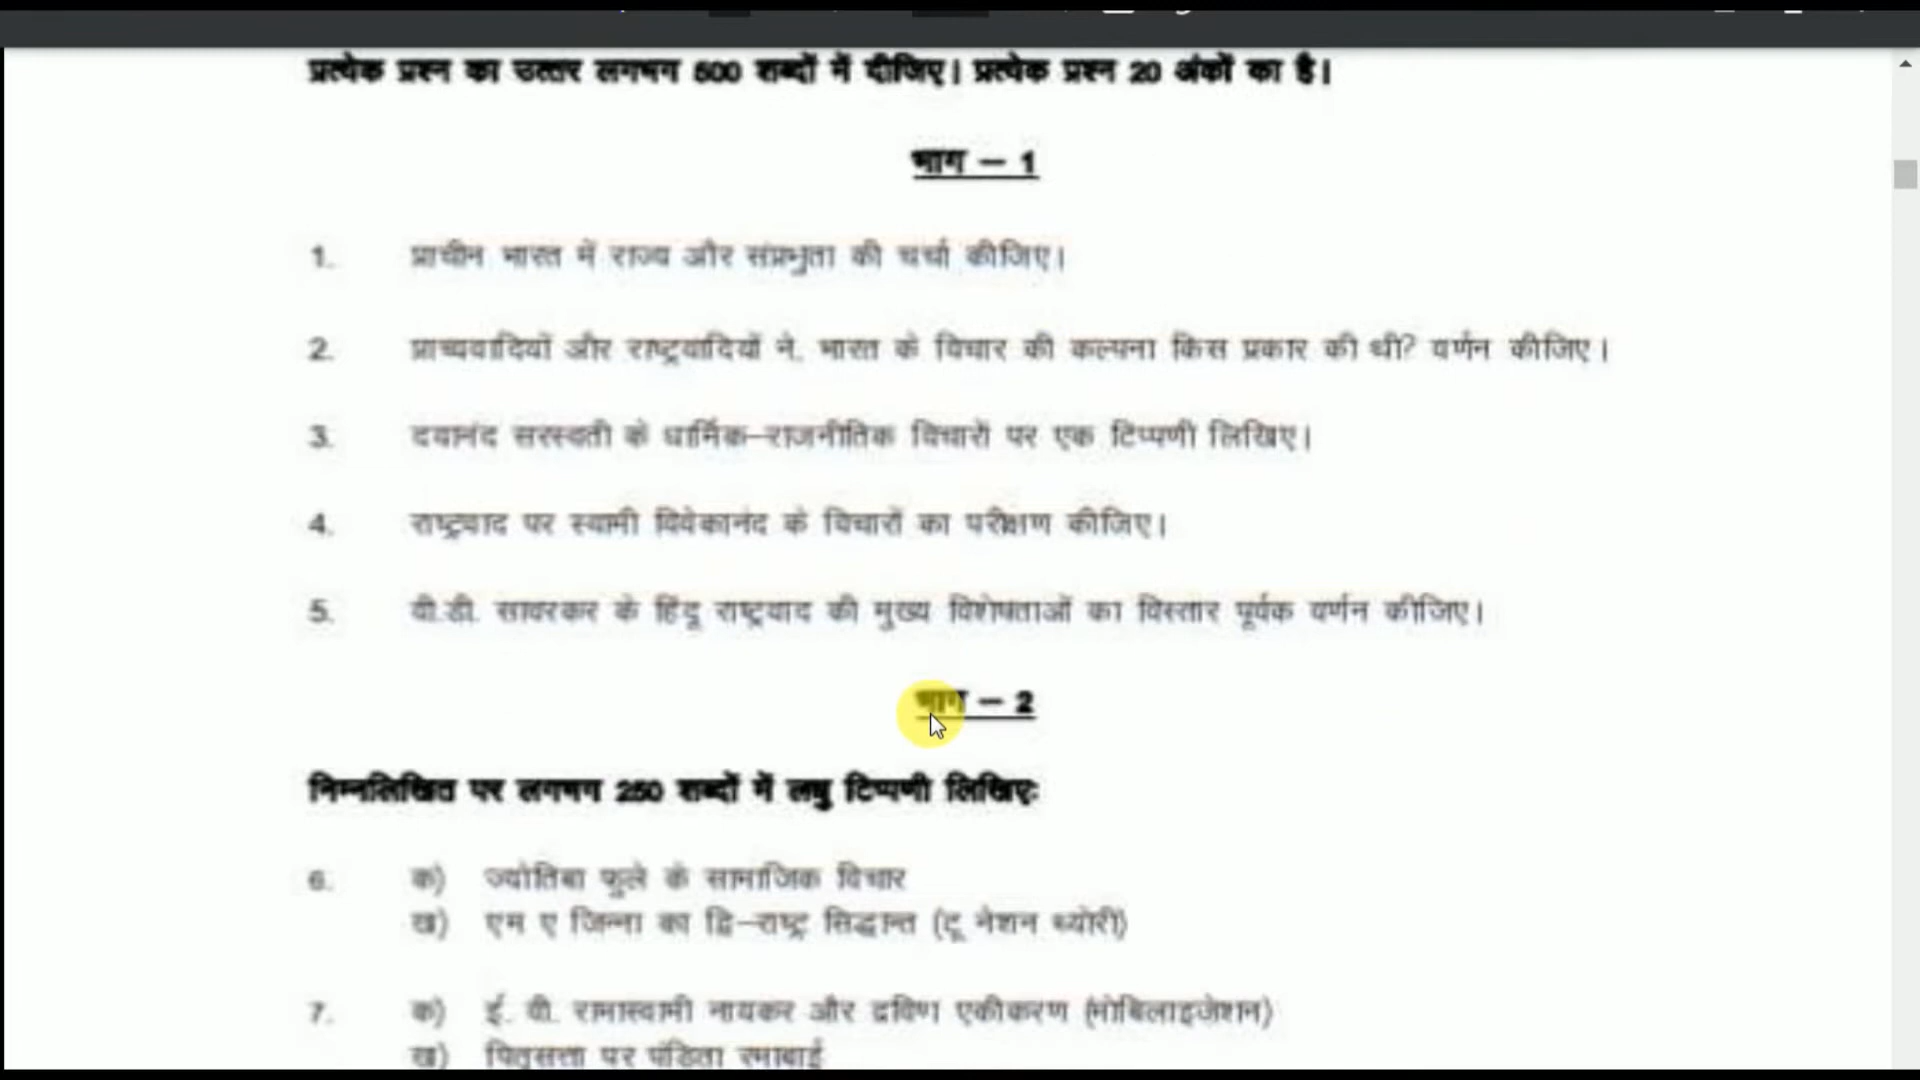 प्रत्येक प्रश्न का उत्तर लगभग 500 शब्दों में दीजिए। प्रत्येक प्रश्न 20 अंकों का है।
भाग – 1
1. प्राचीन भारत में राज्य और संप्रभुता की चर्चा कीजिए।
2. प्राच्यवादियों और राष्ट्रवादियों ने, भारत के विचार की कल्पना किस प्रकार की थी? वर्णन कीजिए।
3. दयानंद सरस्वती के धार्मिक–राजनीतिक विचारों पर एक टिप्पणी लिखिए।
4. राष्ट्रवाद पर स्वामी विवेकानंद के विचारों का परीक्षण कीजिए।
5. वी.डी. सावरकर के हिंदू राष्ट्रवाद की मुख्य विशेषताओं का विस्तार पूर्वक वर्णन कीजिए।
भाग – 2
निम्नलिखित पर लगभग 250 शब्दों में लघु टिप्पणी लिखिए:
6. क) ज्योतिबा फुले के सामाजिक विचार
ख) एम ए जिन्ना का द्वि–राष्ट्र सिद्धान्त (टू नेशन थ्योरी)
7. क) ई. वी. रामास्वामी नायकर और द्रविण एकीकरण (मोबिलाइजेशन)
ख) पितृसत्ता पर पंडिता रमाबाई